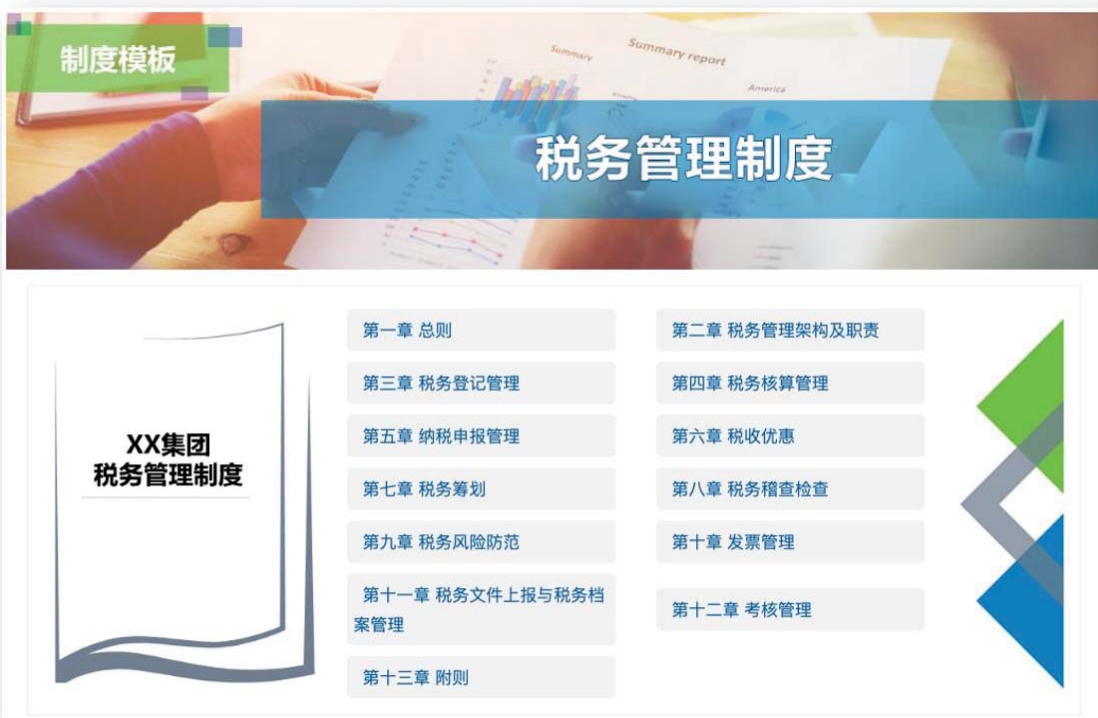 制度模板
Summary
Summary report
America
税务管理制度
XX集团
税务管理制度
第一章 总则
第二章 税务管理架构及职责
第三章 税务登记管理
第四章 税务核算管理
第五章 纳税申报管理
第六章 税收优惠
第七章 税务筹划
第八章 税务稽查检查
第九章 税务风险防范
第十章 发票管理
第十一章 税务文件上报与税务档
案管理
第十二章 考核管理
第十三章 附则